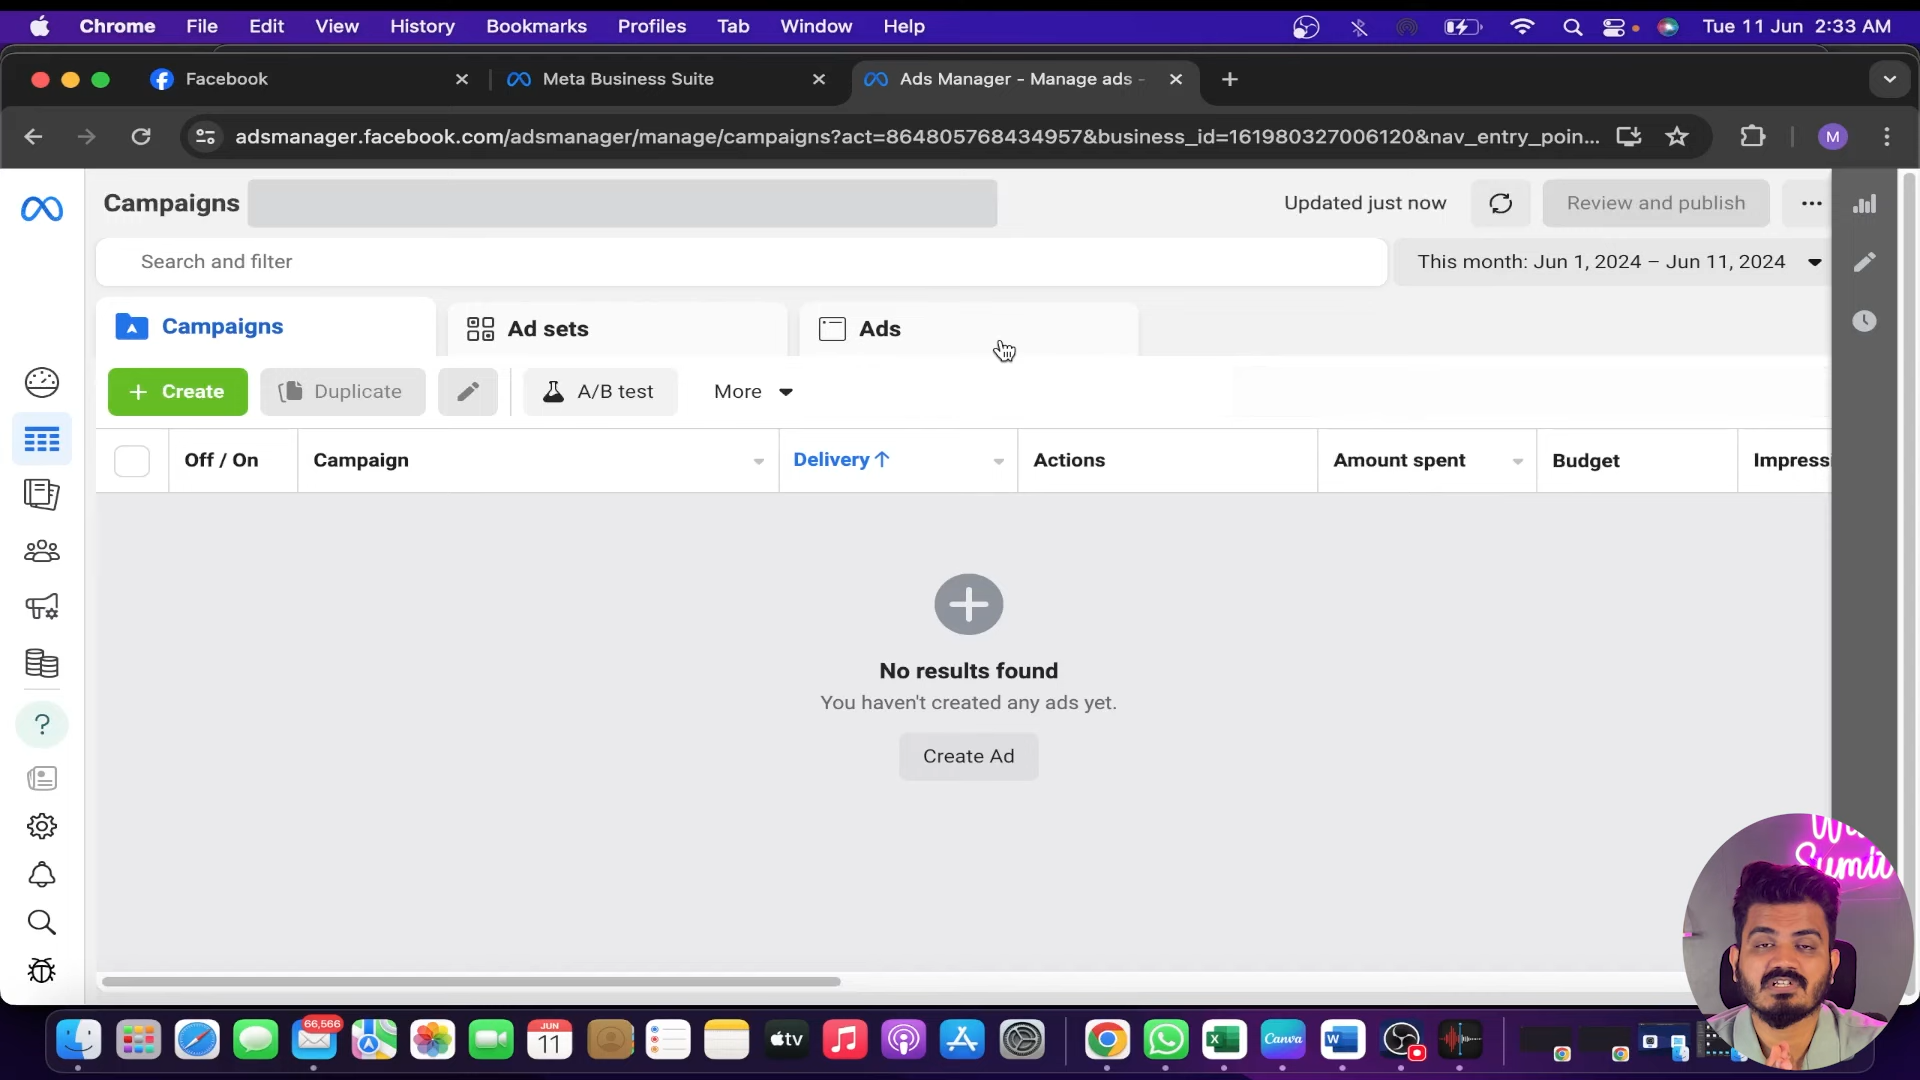 Chrome File Edit View History Bookmarks Profiles Tab Window Help Tue 11 Jun 2:33 AM
Facebook Meta Business Suite Ads Manager - Manage ads -
adsmanager.facebook.com/adsmanager/manage/campaigns?act=864805768434957&business_id=161980327006120&nav_entry_poin... M
Campaigns Updated just now Review and publish
Search and filter This month: Jun 1, 2024 – Jun 11, 2024
Campaigns Ad sets Ads
+ Create Duplicate A/B test More
Off / On Campaign Delivery ↑ Actions Amount spent Budget Impress
No results found
You haven't created any ads yet.
Create Ad
?
Sumit
66,566
JUN
11
tv
Canva
W